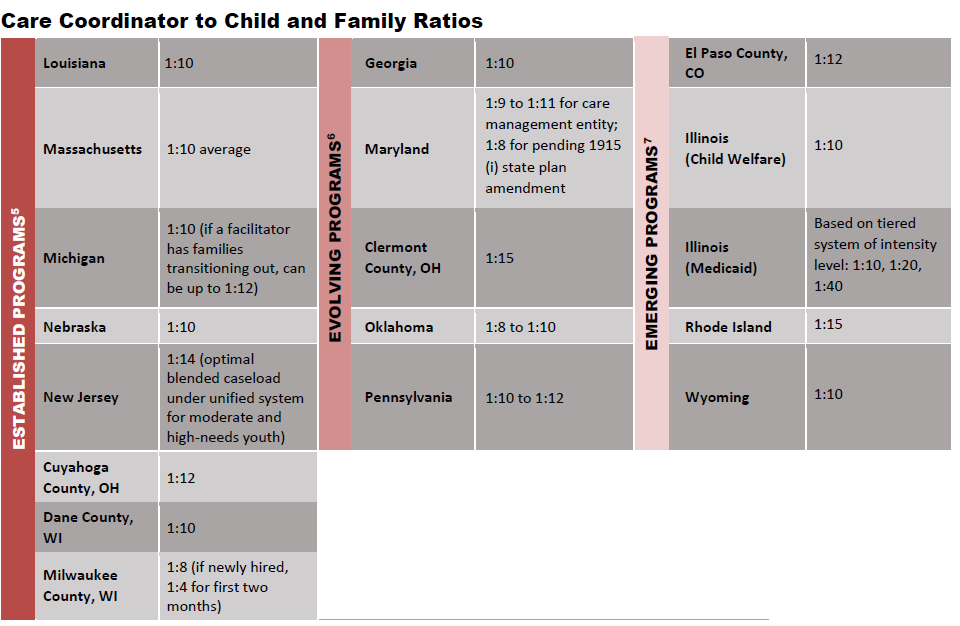 Care Coordinator to Child and Family Ratios
ESTABLISHED PROGRAMS5
Louisiana
1:10
Massachusetts
1:10 average
Michigan
1:10 (if a facilitator
has families
transitioning out, can
be up to 1:12)
Nebraska
1:10
New Jersey
1:14 (optimal
blended caseload
under unified system
for moderate and
high-needs youth)
Cuyahoga
County, OH
1:12
Dane County,
WI
1:10
Milwaukee
County, WI
1:8 (if newly hired,
1:4 for first two
months)
EVOLVING PROGRAMS6
Georgia
1:10
Maryland
1:9 to 1:11 for care
management entity;
1:8 for pending 1915
(i) state plan
amendment
Clermont
County, OH
1:15
Oklahoma
1:8 to 1:10
Pennsylvania
1:10 to 1:12
EMERGING PROGRAMS7
El Paso County,
CO
1:12
Illinois
(Child Welfare)
1:10
Illinois
(Medicaid)
Based on tiered
system of intensity
level: 1:10, 1:20,
1:40
Rhode Island
1:15
Wyoming
1:10